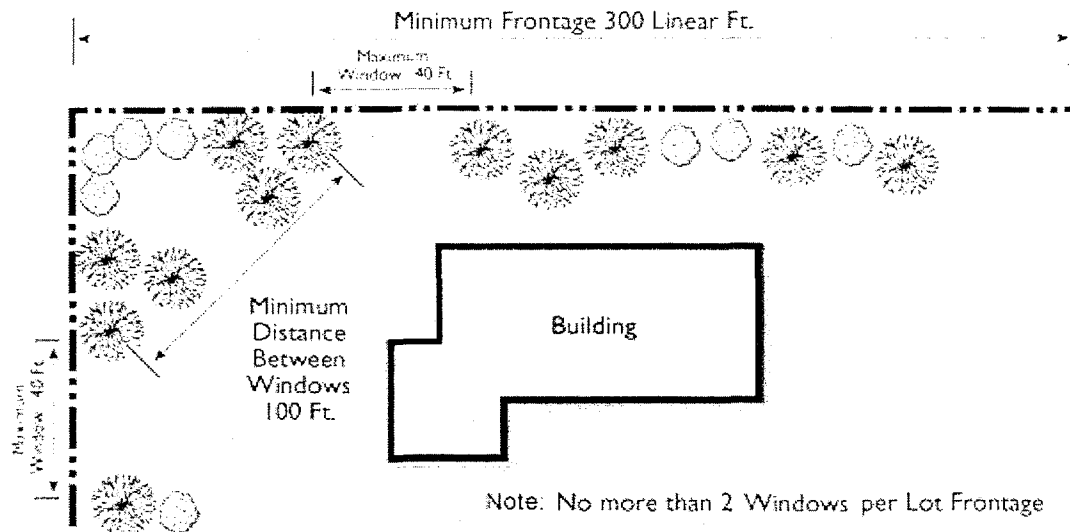 Minimum Frontage 300 Linear Ft.
Maximum
Window 40 Ft.
Minimum
Distance
Between
Windows
100 Ft.
Building
Maximum
Window 40 Ft.
Note: No more than 2 Windows per Lot Frontage